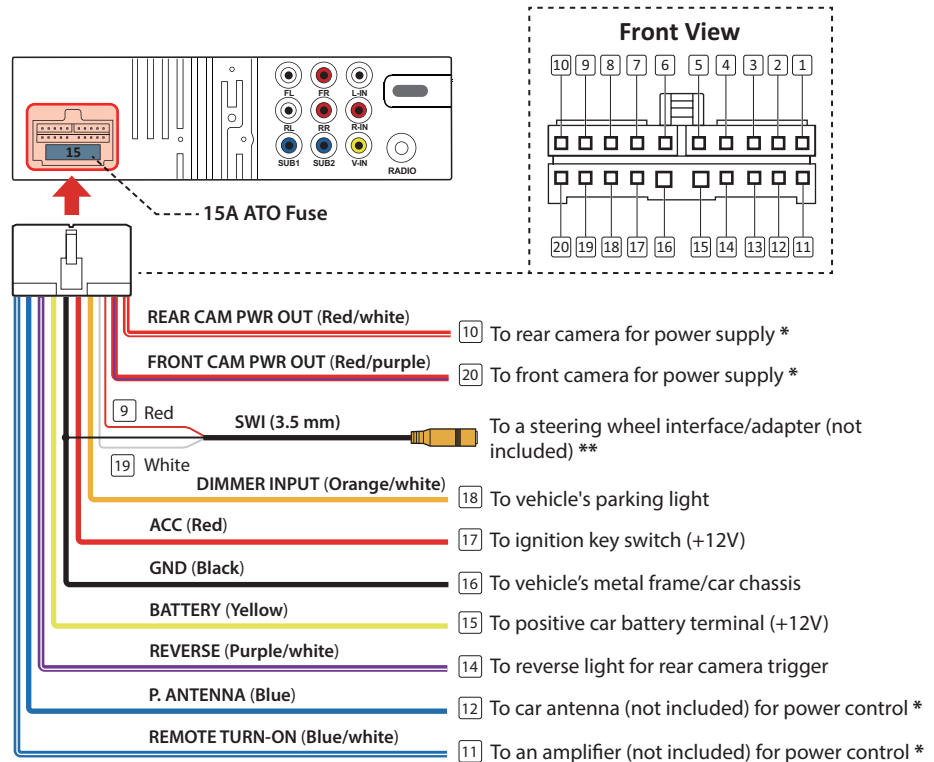 Front View
10 9 8 7 6 5 4 3 2 1
20 19 18 17 16 15 14 13 12 11
FL FR L-IN
RL RR R-IN
SUB1 SUB2 V-IN
RADIO
15
15A ATO Fuse
REAR CAM PWR OUT (Red/white)
10 To rear camera for power supply *
FRONT CAM PWR OUT (Red/purple)
20 To front camera for power supply *
9 Red
SWI (3.5 mm)
19 White
To a steering wheel interface/adapter (not
included) **
DIMMER INPUT (Orange/white)
18 To vehicle's parking light
ACC (Red)
17 To ignition key switch (+12V)
GND (Black)
16 To vehicle’s metal frame/car chassis
BATTERY (Yellow)
15 To positive car battery terminal (+12V)
REVERSE (Purple/white)
14 To reverse light for rear camera trigger
P. ANTENNA (Blue)
12 To car antenna (not included) for power control *
REMOTE TURN-ON (Blue/white)
11 To an amplifier (not included) for power control *